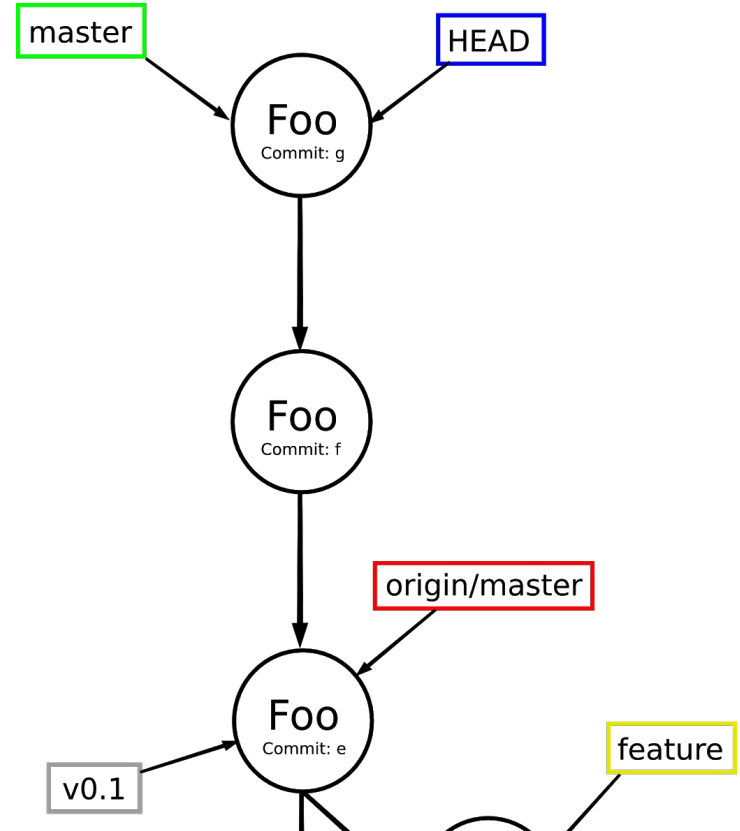 master
HEAD
Foo
Commit: g
Foo
Commit: f
origin/master
Foo
Commit: e
feature
v0.1